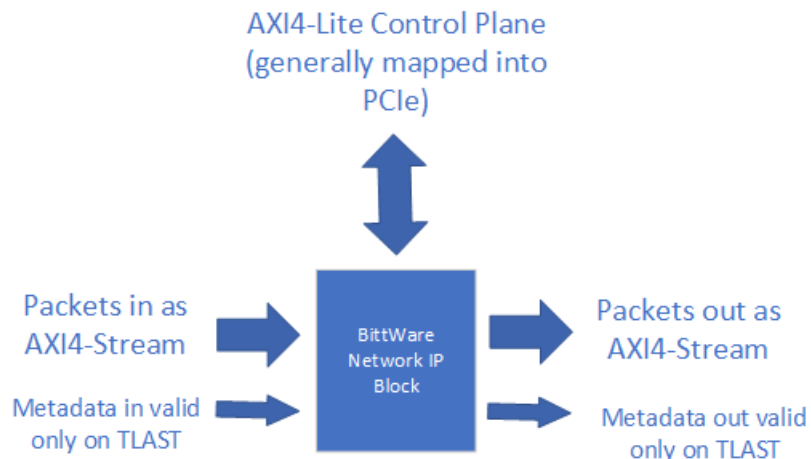 AXI4-Lite Control Plane
(generally mapped into
PCIe)
Packets in as
AXI4-Stream
Metadata in valid
only on TLAST
BittWare
Network IP
Block
Packets out as
AXI4-Stream
Metadata out valid
only on TLAST